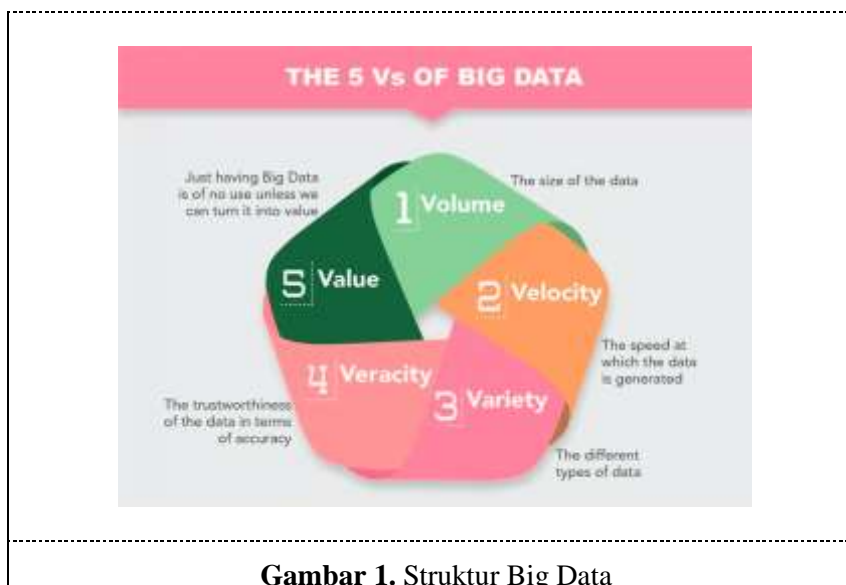 THE 5 Vs OF BIG DATA
Just having Big Data
is of no use unless we
can turn it into value
1 Volume
The size of the data
5 Value
2 Velocity
The speed at
which the data
is generated
4 Veracity
3 Variety
The trustworthiness
of the data in terms
of accuracy
The different
types of data
Gambar 1. Struktur Big Data